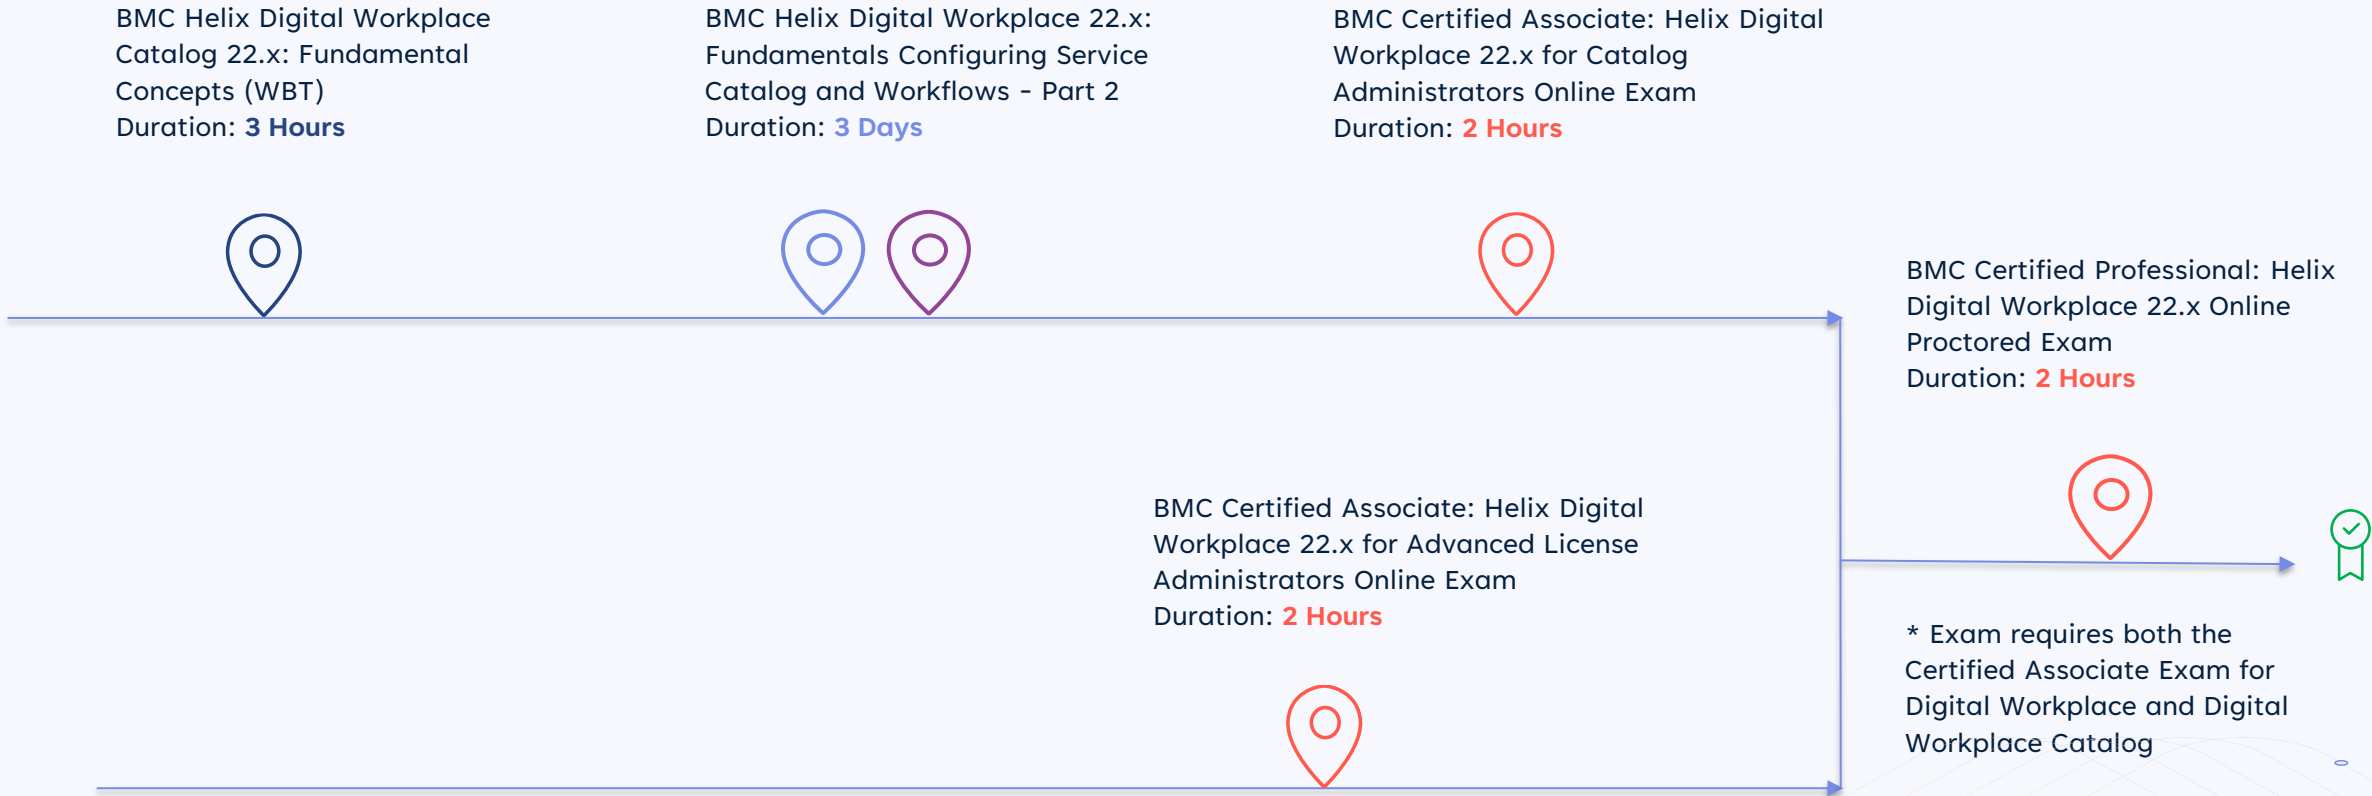 BMC Helix Digital Workplace
Catalog 22.x: Fundamental
Concepts (WBT)
Duration: 3 Hours
BMC Helix Digital Workplace 22.x:
Fundamentals Configuring Service
Catalog and Workflows - Part 2
Duration: 3 Days
BMC Certified Associate: Helix Digital
Workplace 22.x for Catalog
Administrators Online Exam
Duration: 2 Hours
BMC Certified Professional: Helix
Digital Workplace 22.x Online
Proctored Exam
Duration: 2 Hours
BMC Certified Associate: Helix Digital
Workplace 22.x for Advanced License
Administrators Online Exam
Duration: 2 Hours
* Exam requires both the
Certified Associate Exam for
Digital Workplace and Digital
Workplace Catalog